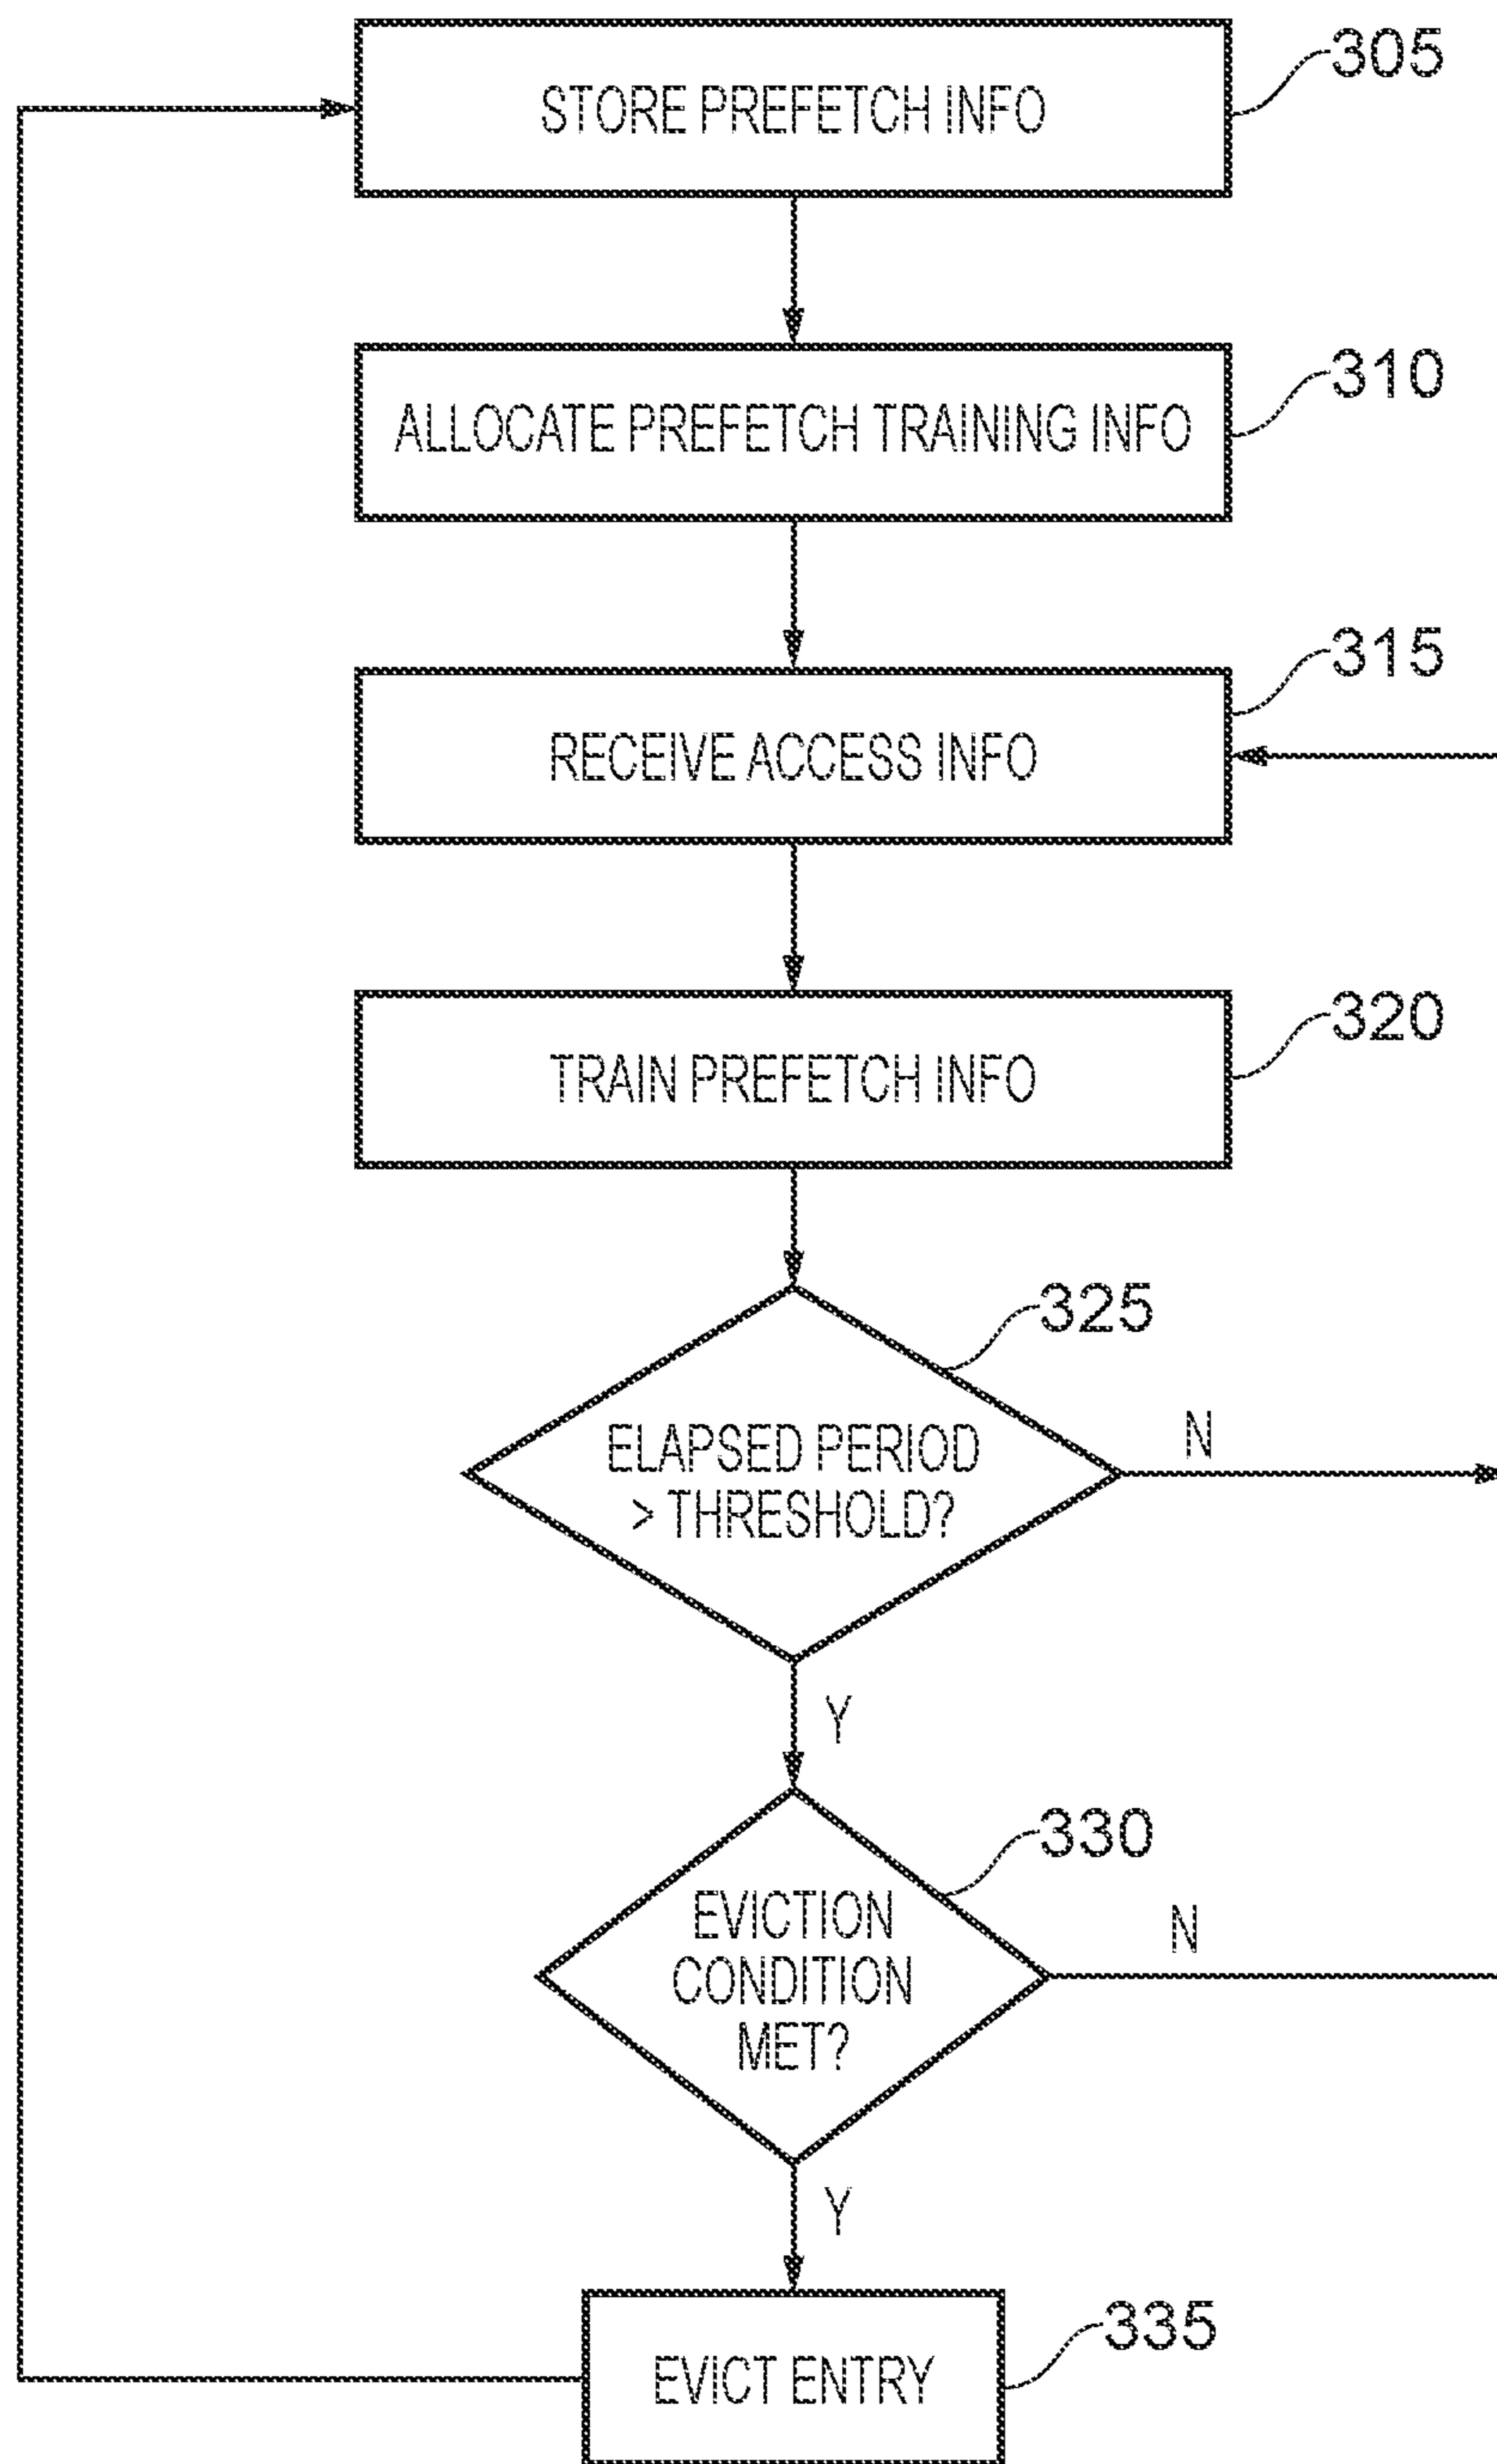 STORE PREFETCH INFO
305
ALLOCATE PREFETCH TRAINING INFO
310
RECEIVE ACCESS INFO
315
TRAIN PREFETCH INFO
320
325
ELAPSED PERIOD
> THRESHOLD?
N
Y
330
EVICTION
CONDITION
MET?
N
Y
EVICT ENTRY
335